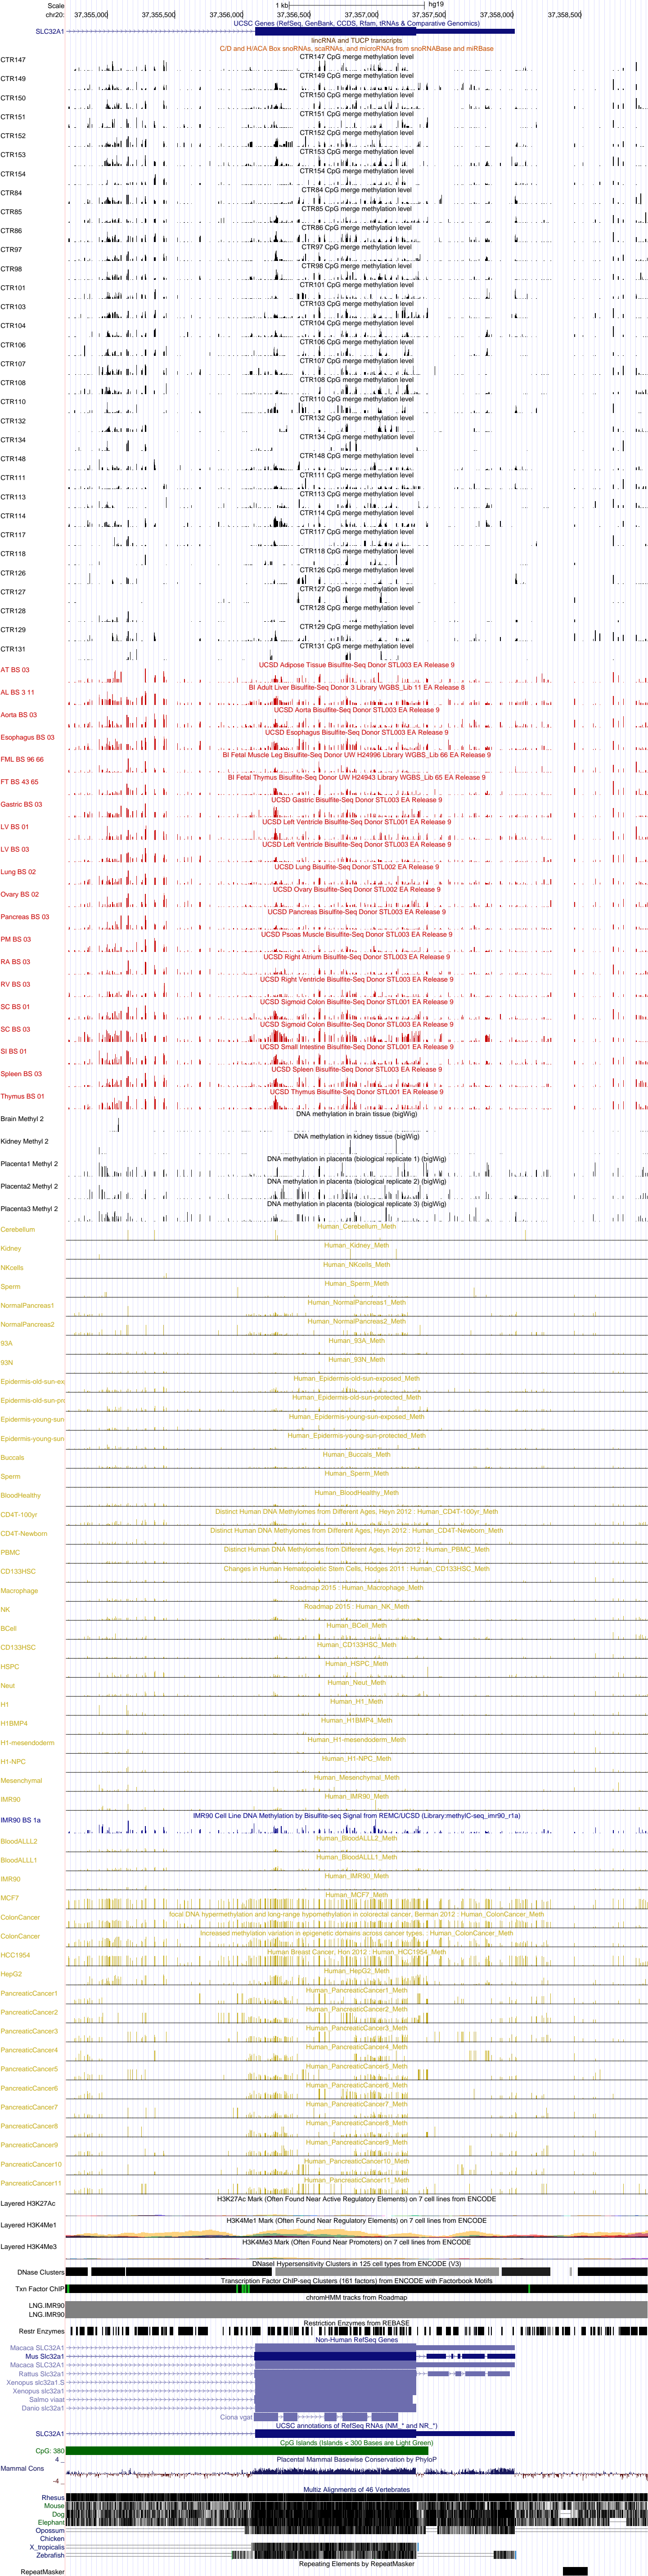 Scale 1 kb hg19
chr20: 37,355,000 37,355,500 37,356,000 37,356,500 37,357,000 37,357,500 37,358,000 37,358,500
UCSC Genes (RefSeq, GenBank, CCDS, Rfam, tRNAs & Comparative Genomics)
SLC32A1
lincRNA and TUCP transcripts
C/D and H/ACA Box snoRNAs, scaRNAs, and microRNAs from snoRNABase and miRBase
CTR147 CpG merge methylation level
CTR147
CTR149 CpG merge methylation level
CTR149
CTR150 CpG merge methylation level
CTR150
CTR151 CpG merge methylation level
CTR151
CTR152 CpG merge methylation level
CTR152
CTR153 CpG merge methylation level
CTR153
CTR154 CpG merge methylation level
CTR154
CTR84 CpG merge methylation level
CTR84
CTR85 CpG merge methylation level
CTR85
CTR86 CpG merge methylation level
CTR86
CTR97 CpG merge methylation level
CTR97
CTR98 CpG merge methylation level
CTR98
CTR101 CpG merge methylation level
CTR101
CTR103 CpG merge methylation level
CTR103
CTR104 CpG merge methylation level
CTR104
CTR106 CpG merge methylation level
CTR106
CTR107 CpG merge methylation level
CTR107
CTR108 CpG merge methylation level
CTR108
CTR110 CpG merge methylation level
CTR110
CTR132 CpG merge methylation level
CTR132
CTR134 CpG merge methylation level
CTR134
CTR148 CpG merge methylation level
CTR148
CTR111 CpG merge methylation level
CTR111
CTR113 CpG merge methylation level
CTR113
CTR114 CpG merge methylation level
CTR114
CTR117 CpG merge methylation level
CTR117
CTR118 CpG merge methylation level
CTR118
CTR126 CpG merge methylation level
CTR126
CTR127 CpG merge methylation level
CTR127
CTR128 CpG merge methylation level
CTR128
CTR129 CpG merge methylation level
CTR129
CTR131 CpG merge methylation level
CTR131
UCSD Adipose Tissue Bisulfite-Seq Donor STL003 EA Release 9
AT BS 03
BI Adult Liver Bisulfite-Seq Donor 3 Library WGBS_Lib 11 EA Release 8
AL BS 3 11
UCSD Aorta Bisulfite-Seq Donor STL003 EA Release 9
Aorta BS 03
UCSD Esophagus Bisulfite-Seq Donor STL003 EA Release 9
Esophagus BS 03
BI Fetal Muscle Leg Bisulfite-Seq Donor UW H24996 Library WGBS_Lib 66 EA Release 9
FML BS 96 66
BI Fetal Thymus Bisulfite-Seq Donor UW H24943 Library WGBS_Lib 65 EA Release 9
FT BS 43 65
UCSD Gastric Bisulfite-Seq Donor STL003 EA Release 9
Gastric BS 03
UCSD Left Ventricle Bisulfite-Seq Donor STL001 EA Release 9
LV BS 01
UCSD Left Ventricle Bisulfite-Seq Donor STL003 EA Release 9
LV BS 03
UCSD Lung Bisulfite-Seq Donor STL002 EA Release 9
Lung BS 02
UCSD Ovary Bisulfite-Seq Donor STL002 EA Release 9
Ovary BS 02
UCSD Pancreas Bisulfite-Seq Donor STL003 EA Release 9
Pancreas BS 03
UCSD Psoas Muscle Bisulfite-Seq Donor STL003 EA Release 9
PM BS 03
UCSD Right Atrium Bisulfite-Seq Donor STL003 EA Release 9
RA BS 03
UCSD Right Ventricle Bisulfite-Seq Donor STL003 EA Release 9
RV BS 03
UCSD Sigmoid Colon Bisulfite-Seq Donor STL001 EA Release 9
SC BS 01
UCSD Sigmoid Colon Bisulfite-Seq Donor STL003 EA Release 9
SC BS 03
UCSD Small Intestine Bisulfite-Seq Donor STL001 EA Release 9
SI BS 01
UCSD Spleen Bisulfite-Seq Donor STL003 EA Release 9
Spleen BS 03
UCSD Thymus Bisulfite-Seq Donor STL001 EA Release 9
Thymus BS 01
DNA methylation in brain tissue (bigWig)
Brain Methyl 2
DNA methylation in kidney tissue (bigWig)
Kidney Methyl 2
DNA methylation in placenta (biological replicate 1) (bigWig)
Placenta1 Methyl 2
DNA methylation in placenta (biological replicate 2) (bigWig)
Placenta2 Methyl 2
DNA methylation in placenta (biological replicate 3) (bigWig)
Placenta3 Methyl 2
Human_Cerebellum_Meth
Cerebellum
Human_Kidney_Meth
Kidney
Human_NKcells_Meth
NKcells
Human_Sperm_Meth
Sperm
Human_NormalPancreas1_Meth
NormalPancreas1
Human_NormalPancreas2_Meth
NormalPancreas2
Human_93A_Meth
93A
Human_93N_Meth
93N
Human_Epidermis-old-sun-exposed_Meth
Epidermis-old-sun-ex
Human_Epidermis-old-sun-protected_Meth
Epidermis-old-sun-pro
Human_Epidermis-young-sun-exposed_Meth
Epidermis-young-sun
Human_Epidermis-young-sun-protected_Meth
Epidermis-young-sun
Human_Buccals_Meth
Buccals
Human_Sperm_Meth
Sperm
Human_BloodHealthy_Meth
BloodHealthy
Distinct Human DNA Methylomes from Different Ages, Heyn 2012 : Human_CD4T-100yr_Meth
CD4T-100yr
Distinct Human DNA Methylomes from Different Ages, Heyn 2012 : Human_CD4T-Newborn_Meth
CD4T-Newborn
Distinct Human DNA Methylomes from Different Ages, Heyn 2012 : Human_PBMC_Meth
PBMC
Changes in Human Hematopoietic Stem Cells, Hodges 2011 : Human_CD133HSC_Meth
CD133HSC
Roadmap 2015 : Human_Macrophage_Meth
Macrophage
Roadmap 2015 : Human_NK_Meth
NK
Human_BCell_Meth
BCell
Human_CD133HSC_Meth
CD133HSC
Human_HSPC_Meth
HSPC
Human_Neut_Meth
Neut
Human_H1_Meth
H1
Human_H1BMP4_Meth
H1BMP4
Human_H1-mesendoderm_Meth
H1-mesendoderm
Human_H1-NPC_Meth
H1-NPC
Human_Mesenchymal_Meth
Mesenchymal
Human_IMR90_Meth
IMR90
IMR90 Cell Line DNA Methylation by Bisulfite-seq Signal from REMC/UCSD (Library:methylC-seq_imr90_r1a)
IMR90 BS 1a
Human_BloodALLL2_Meth
BloodALLL2
Human_BloodALLL1_Meth
BloodALLL1
Human_IMR90_Meth
IMR90
Human_MCF7_Meth
MCF7
focal DNA hypermethylation and long-range hypomethylation in colorectal cancer, Berman 2012 : Human_ColonCancer_Meth
ColonCancer
Increased methylation variation in epigenetic domains across cancer types. : Human_ColonCancer_Meth
ColonCancer
Human Breast Cancer, Hon 2012 : Human_HCC1954_Meth
HCC1954
Human_HepG2_Meth
HepG2
Human_PancreaticCancer1_Meth
PancreaticCancer1
Human_PancreaticCancer2_Meth
PancreaticCancer2
Human_PancreaticCancer3_Meth
PancreaticCancer3
Human_PancreaticCancer4_Meth
PancreaticCancer4
Human_PancreaticCancer5_Meth
PancreaticCancer5
Human_PancreaticCancer6_Meth
PancreaticCancer6
Human_PancreaticCancer7_Meth
PancreaticCancer7
Human_PancreaticCancer8_Meth
PancreaticCancer8
Human_PancreaticCancer9_Meth
PancreaticCancer9
Human_PancreaticCancer10_Meth
PancreaticCancer10
Human_PancreaticCancer11_Meth
PancreaticCancer11
H3K27Ac Mark (Often Found Near Active Regulatory Elements) on 7 cell lines from ENCODE
Layered H3K27Ac
H3K4Me1 Mark (Often Found Near Regulatory Elements) on 7 cell lines from ENCODE
Layered H3K4Me1
H3K4Me3 Mark (Often Found Near Promoters) on 7 cell lines from ENCODE
Layered H3K4Me3
DNaseI Hypersensitivity Clusters in 125 cell types from ENCODE (V3)
DNase Clusters
Transcription Factor ChIP-seq Clusters (161 factors) from ENCODE with Factorbook Motifs
Txn Factor ChIP
chromHMM tracks from Roadmap
LNG.IMR90
LNG.IMR90
Restriction Enzymes from REBASE
Restr Enzymes
Non-Human RefSeq Genes
Macaca SLC32A1
Mus Slc32a1
Macaca SLC32A1
Rattus Slc32a1
Xenopus slc32a1.S
Xenopus slc32a1
Salmo viaat
Danio slc32a1
Ciona vgat
UCSC annotations of RefSeq RNAs (NM_* and NR_*)
SLC32A1
CpG Islands (Islands < 300 Bases are Light Green)
CpG: 380
Placental Mammal Basewise Conservation by PhyloP
4 _
Mammal Cons
-4 _
Multiz Alignments of 46 Vertebrates
Rhesus
Mouse
Dog
Elephant
Opossum
Chicken
X_tropicalis
Zebrafish
Repeating Elements by RepeatMasker
RepeatMasker